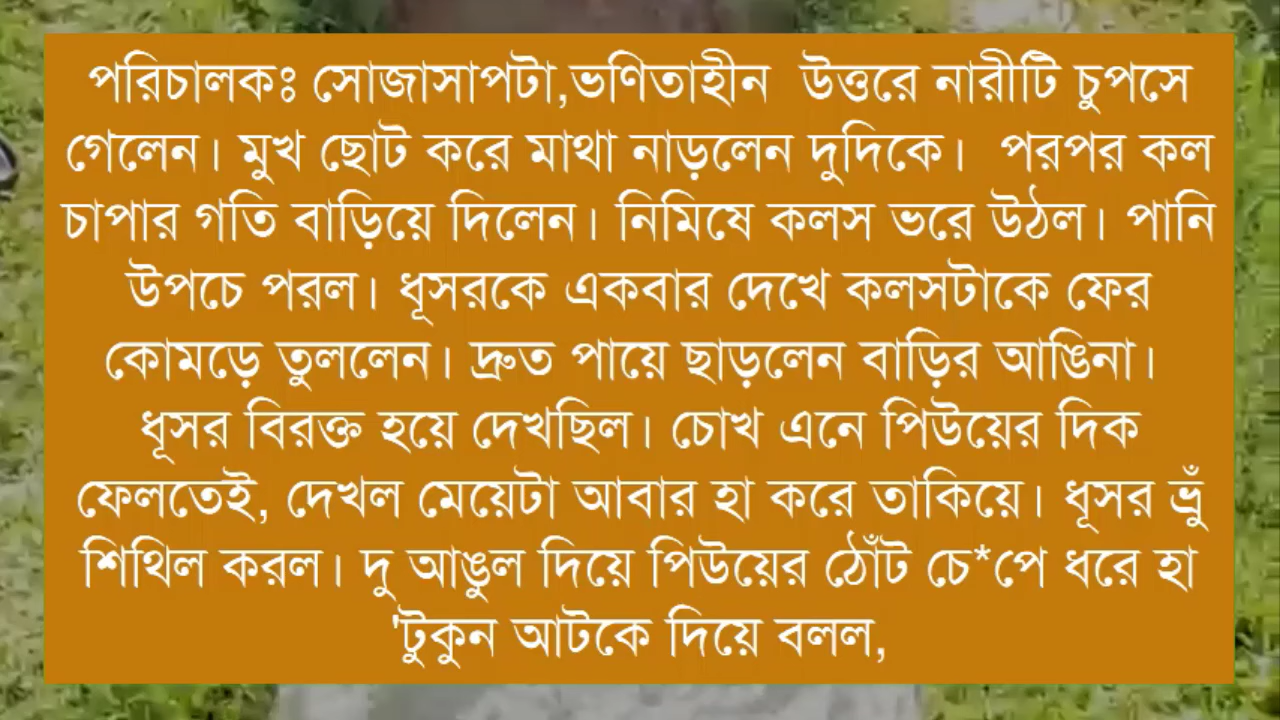 পরিচালকঃ সোজাসাপটা,ভণিতাহীন উত্তরে নারীটি চুপসে
গেলেন। মুখ ছোট করে মাথা নাড়লেন দুদিকে। পরপর কল
চাপার গতি বাড়িয়ে দিলেন। নিমিষে কলস ভরে উঠল। পানি
উপচে পরল। ধূসরকে একবার দেখে কলসটাকে ফের
কোমড়ে তুললেন। দ্রুত পায়ে ছাড়লেন বাড়ির আঙিনা।
ধূসর বিরক্ত হয়ে দেখছিল। চোখ এনে পিউয়ের দিক
ফেলতেই, দেখল মেয়েটা আবার হা করে তাকিয়ে। ধূসর ভ্রুঁ
শিথিল করল। দু আঙুল দিয়ে পিউয়ের ঠোঁট চে*পে ধরে হা
'টুকুন আটকে দিয়ে বলল,